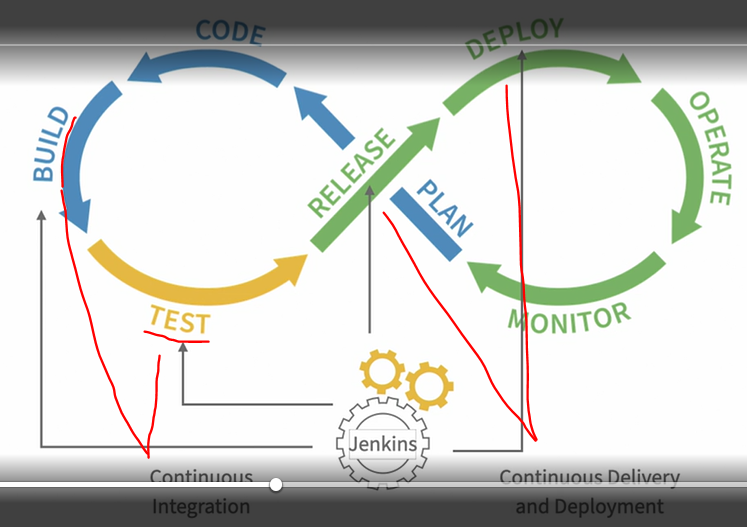 CODE
DEPLOY
BUILD
OPERATE
RELEASE
PLAN
TEST
MONITOR
Jenkins
Continuous
Integration
Continuous Delivery
and Deployment